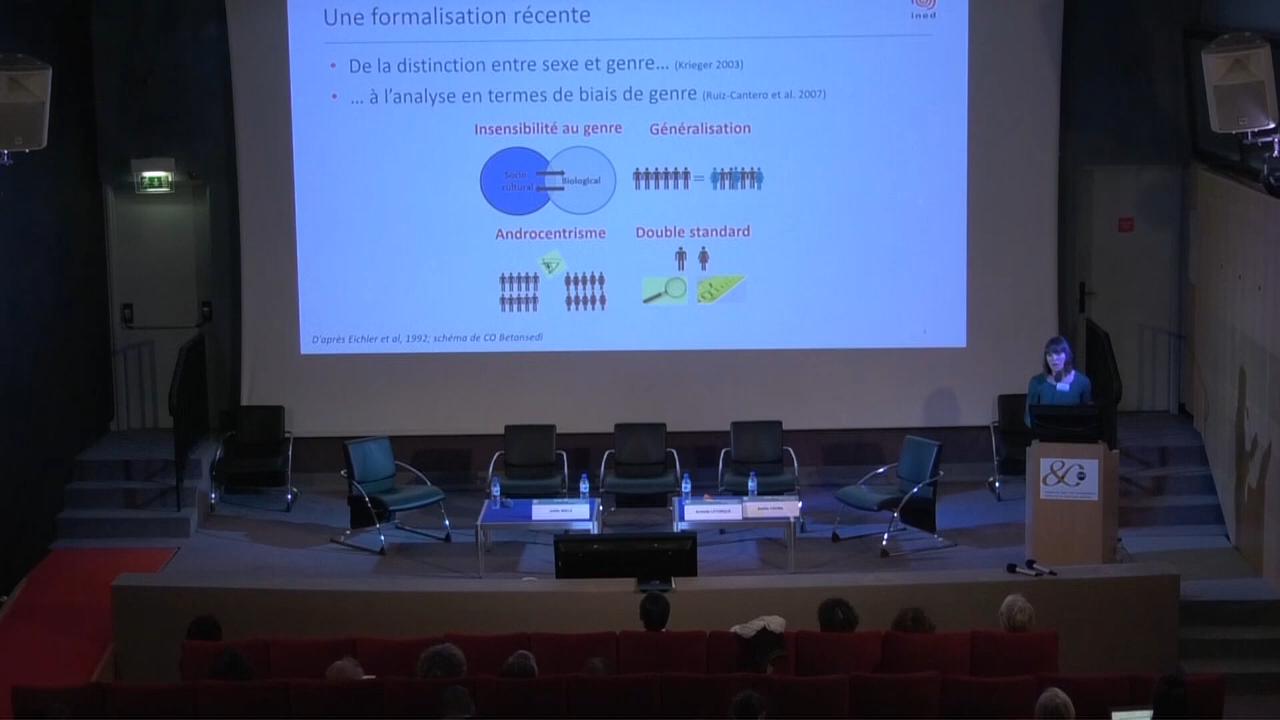 Une formalisation récente
ined
• De la distinction entre sexe et genre... (Krieger 2003)
• ... à l'analyse en termes de biais de genre (Ruiz-Cantero et al. 2007)
Insensibilité au genre
Généralisation
Socio
cultural
Biological
=
Androcentrisme
Double standard
D'après Eichler et al, 1992; schéma de CO Betansedi
&C